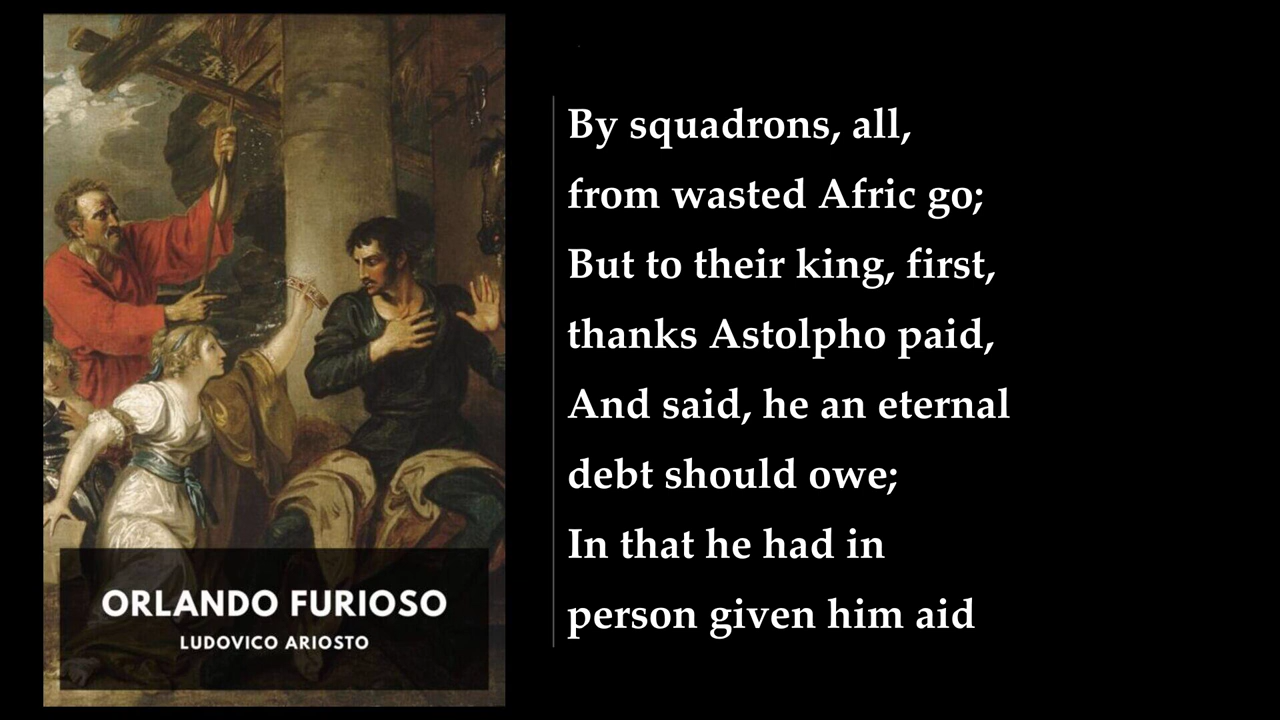 ORLANDO FURIOSO
LUDOVICO ARIOSTO
By squadrons, all,
from wasted Afric go;
But to their king, first,
thanks Astolpho paid,
And said, he an eternal
debt should owe;
In that he had in
person given him aid